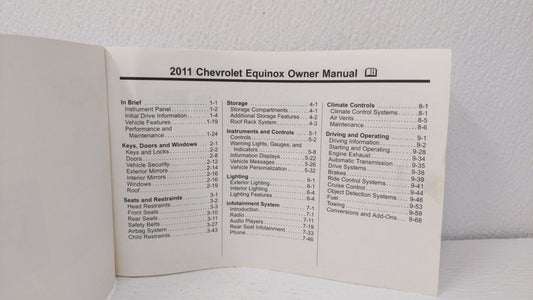 2011 Chevrolet Equinox Owner Manual
In Brief 1-1
Instrument Panel 1-2
Initial Drive Information 1-4
Vehicle Features 1-19
Performance and
Maintenance 1-24
Keys, Doors and Windows 2-1
Keys and Locks 2-2
Doors 2-8
Vehicle Security 2-12
Exterior Mirrors 2-14
Interior Mirrors 2-16
Windows 2-16
Roof 2-19
Seats and Restraints 3-1
Head Restraints 3-2
Front Seats 3-3
Rear Seats 3-10
Safety Belts 3-11
Airbag System 3-27
Child Restraints 3-43
Storage 4-1
Storage Compartments 4-1
Additional Storage Features 4-2
Roof Rack System 4-3
Instruments and Controls 5-1
Controls 5-2
Warning Lights, Gauges, and
Indicators 5-8
Information Displays 5-22
Vehicle Messages 5-26
Vehicle Personalization 5-32
Lighting 6-1
Exterior Lighting 6-1
Interior Lighting 6-4
Lighting Features 6-4
Infotainment System 7-1
Introduction 7-1
Radio 7-11
Audio Players 7-19
Rear Seat Infotainment 7-33
Phone 7-46
Climate Controls 8-1
Climate Control Systems 8-1
Air Vents 8-5
Maintenance 8-6
Driving and Operating 9-1
Driving Information 9-2
Starting and Operating 9-28
Engine Exhaust 9-34
Automatic Transmission 9-35
Drive Systems 9-38
Brakes 9-39
Ride Control Systems 9-41
Cruise Control 9-44
Object Detection Systems 9-46
Fuel
Towing 9-59
Conversions and Add-Ons 9-68